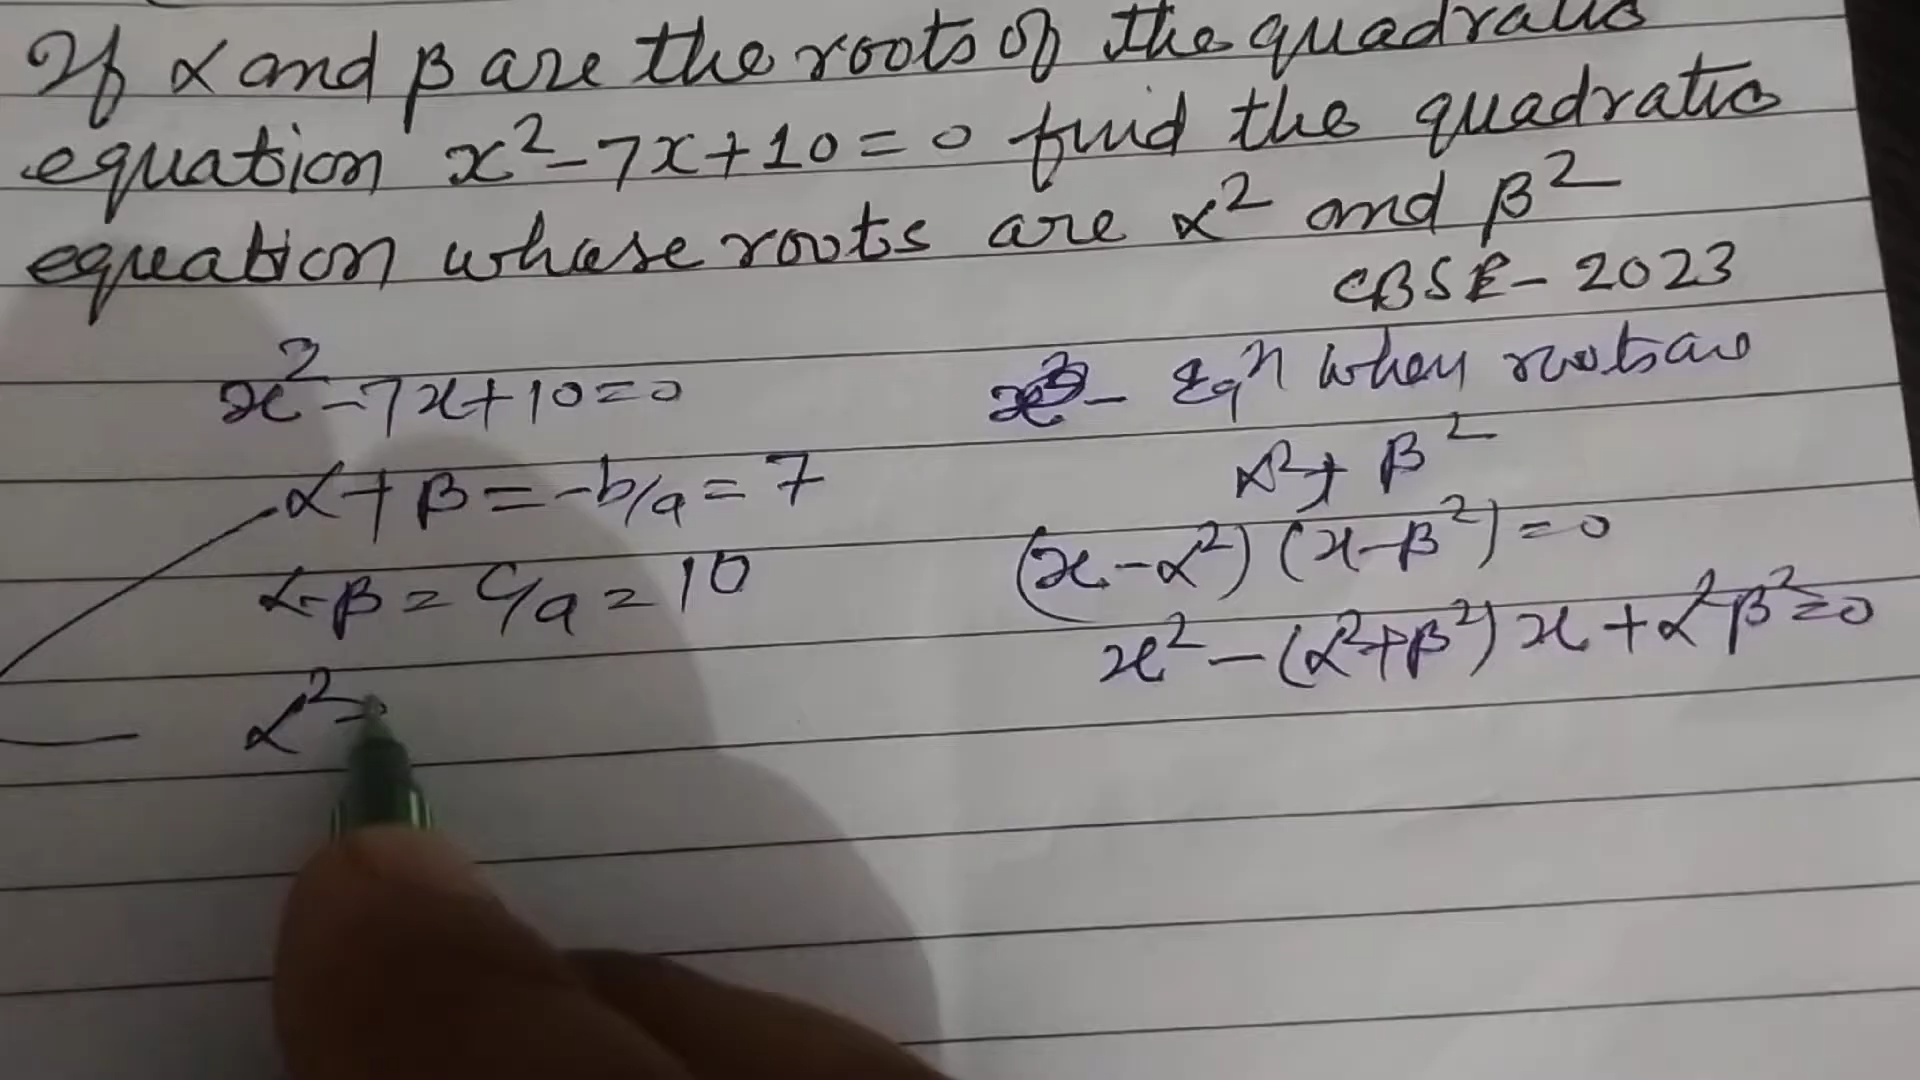 If α and β are the roots of the quadratic
equation x²-7x+10=0 find the quadratic
equation whose roots are α² and β²
CBSE-2023
x²-7x+10=0
α+β=-b/a=7
α·β=c/a=10
α²
- Eqⁿ when roots are
α²+ β²
(x-α²)(x-β²)=0
x²-(α²+β²)x+α²β²=0